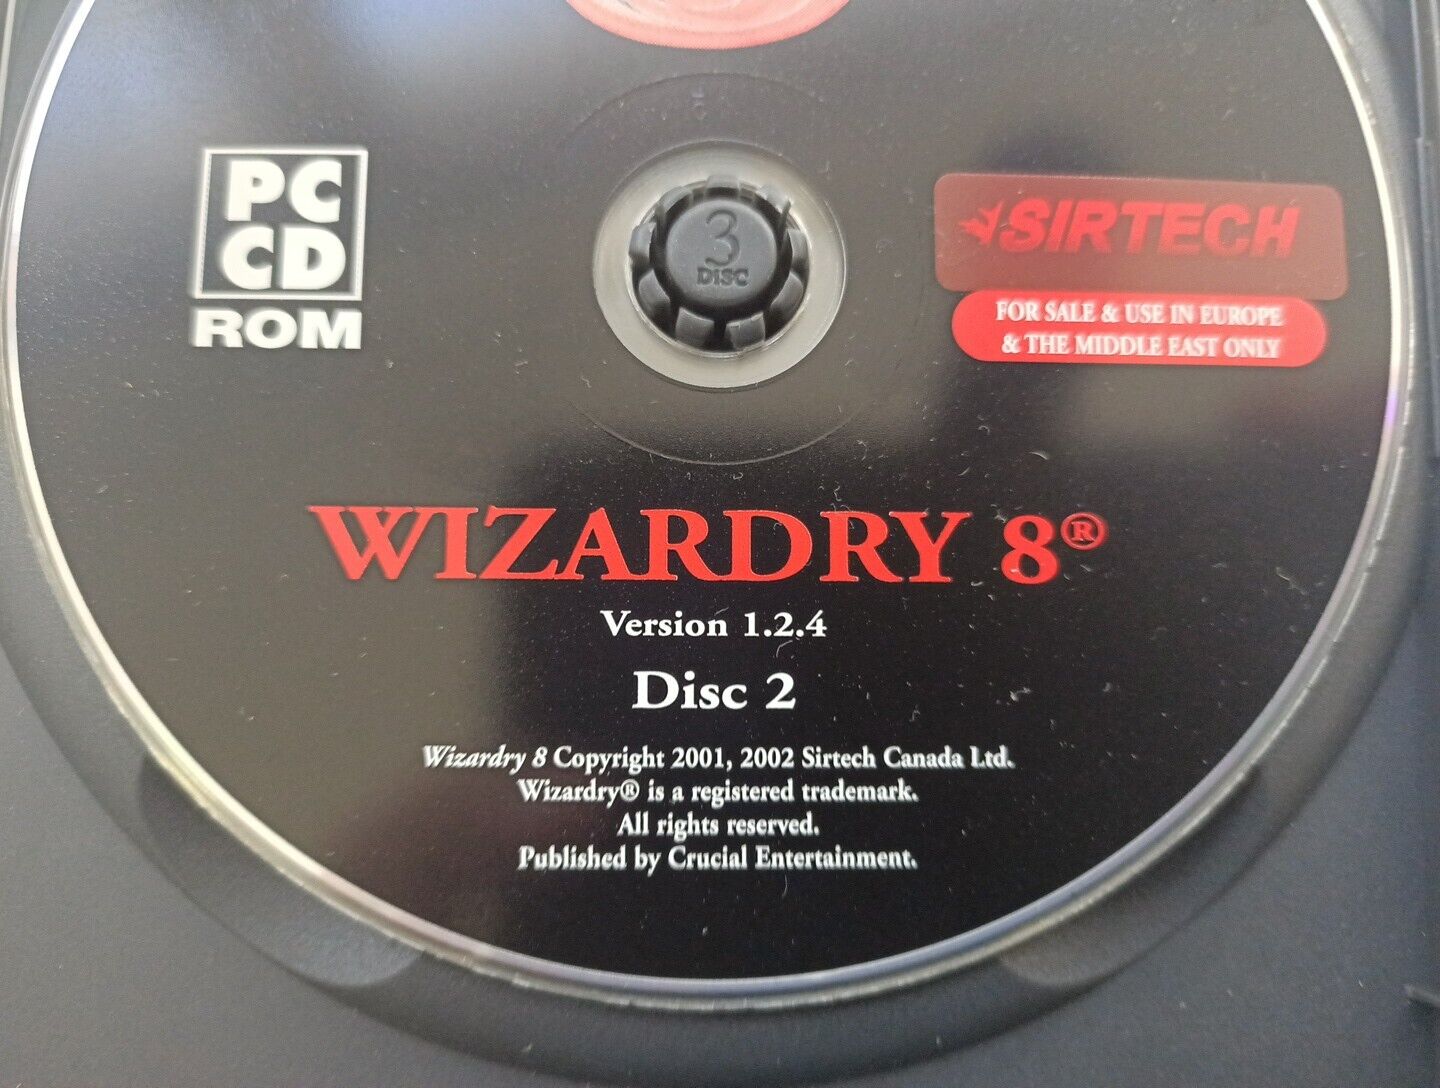 PC
CD
ROM
3
DISC
SIRTECH
FOR SALE & USE IN EUROPE
& THE MIDDLE EAST ONLY
WIZARDRY 8®
Version 1.2.4
Disc 2
Wizardry 8 Copyright 2001, 2002 Sirtech Canada Ltd.
Wizardry® is a registered trademark.
All rights reserved.
Published by Crucial Entertainment.